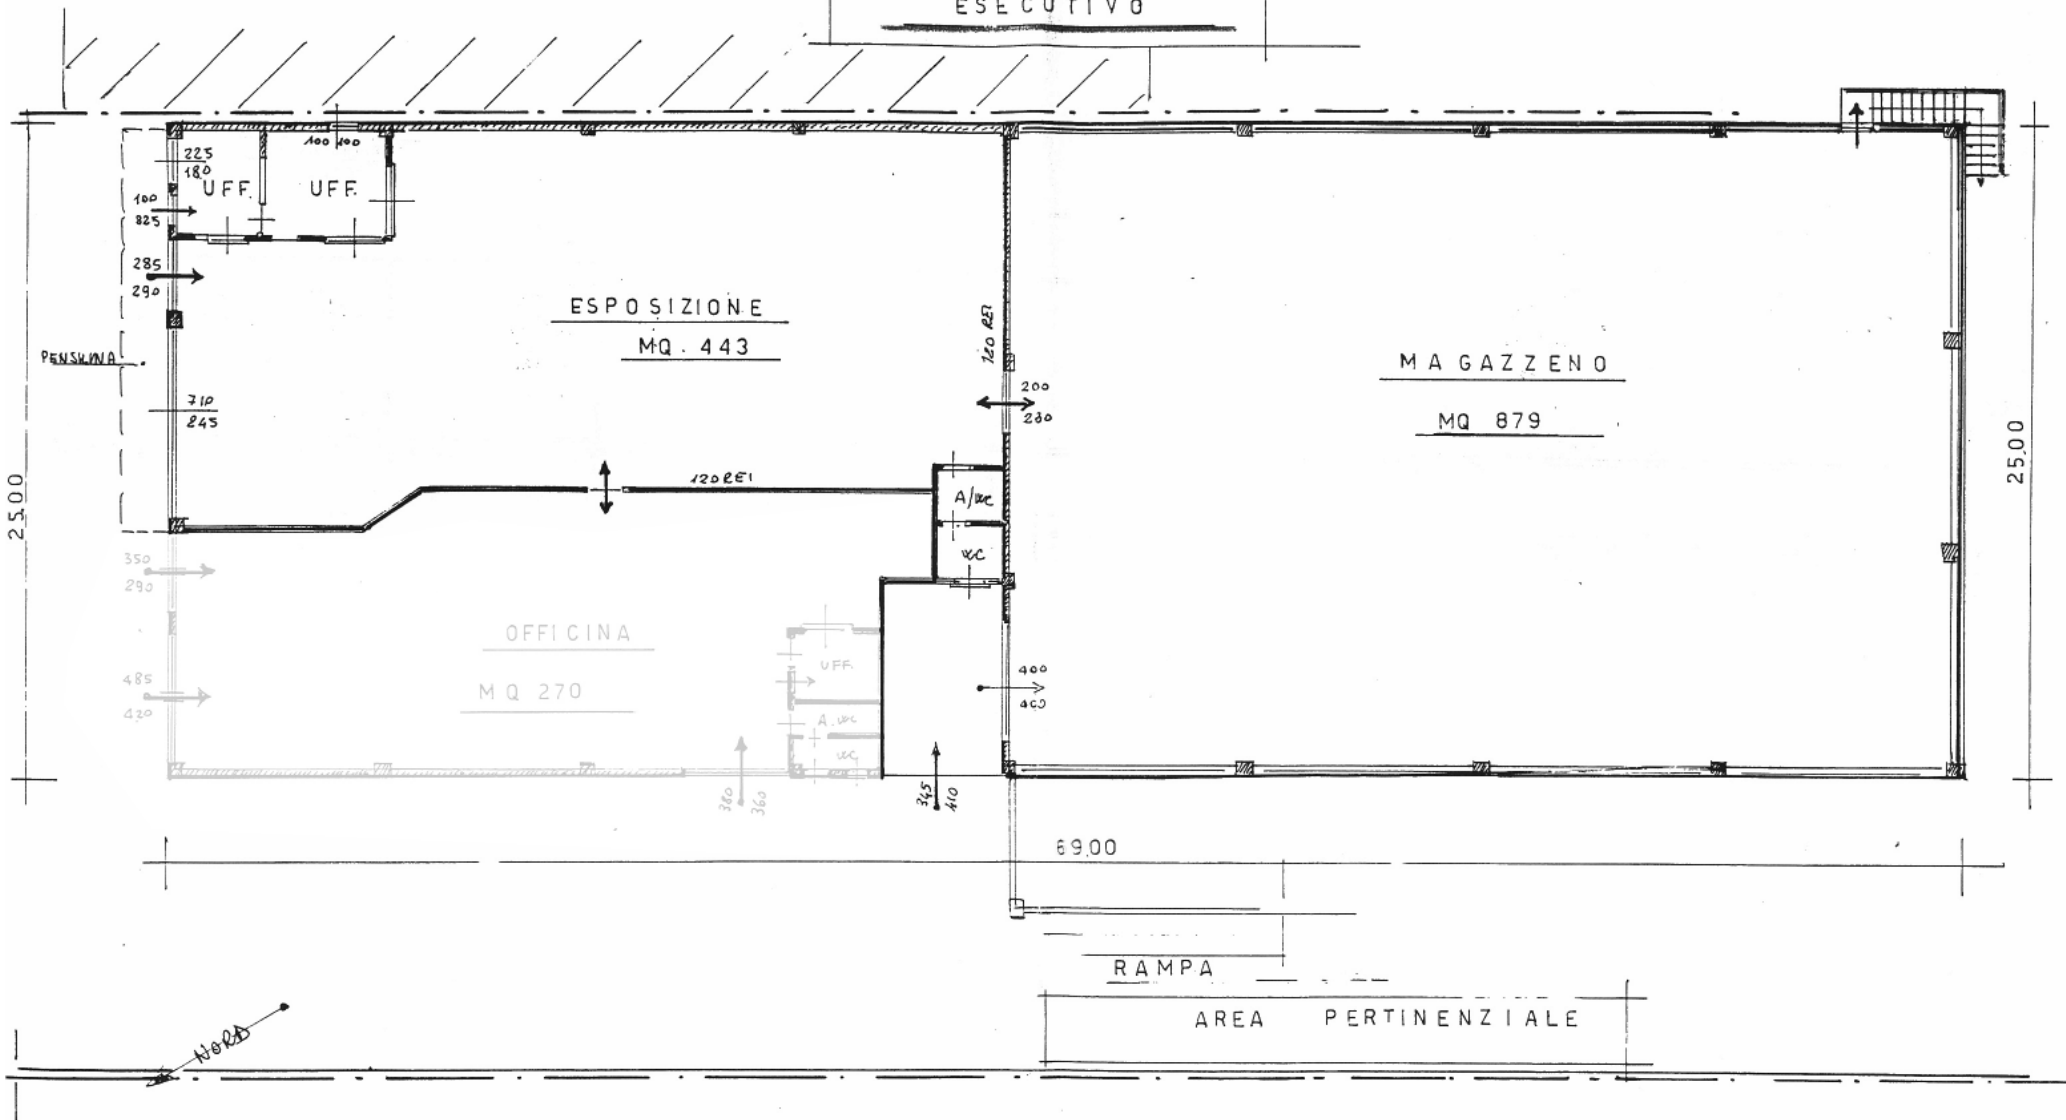 ESECUTIVO
100 100
225
180
UFF.
UFF.
100
825
285
290
ESPOSIZIONE
MQ. 443
120 REI
PENSILINA
MAGAZZENO
MQ 879
200
230
710
245
25.00
25.00
120 REI
A/WC
WC
350
290
OFFICINA
MQ 270
UFF.
485
420
A.WC
WC
400
400
380
360
345
410
69.00
RAMPA
AREA PERTINENZIALE
NORD